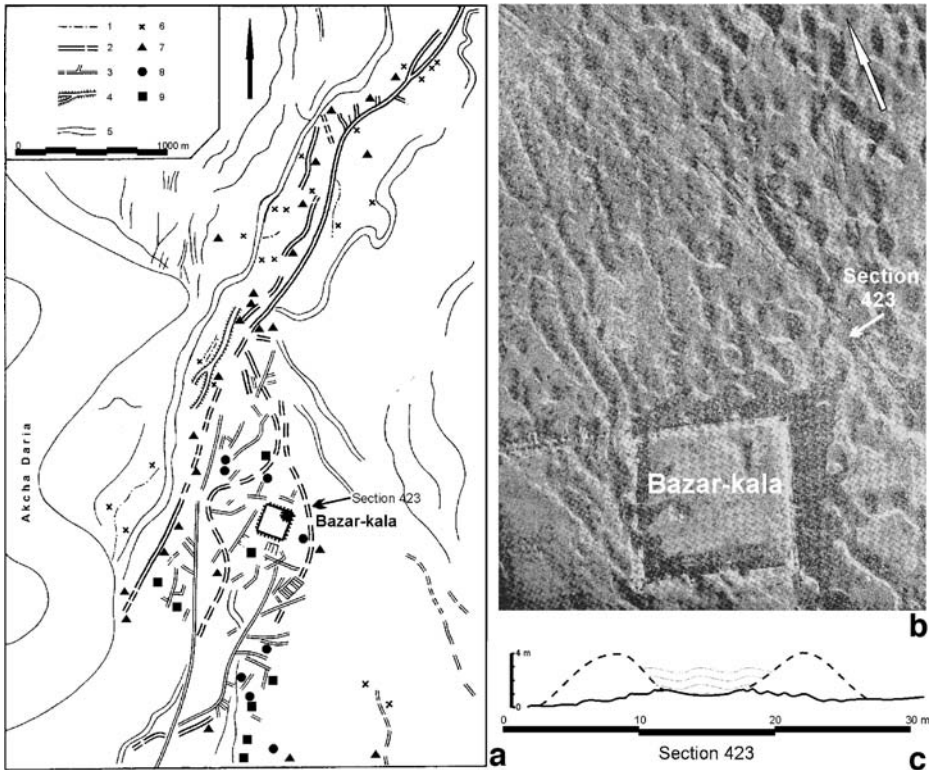 1
2
3
4
5
6
7
8
9
0
1000 m
Akcha Daria
Section 423
Bazar-kala
a
Section
423
Bazar-kala
b
4 m
0
0
10
20
30 m
Section 423
c